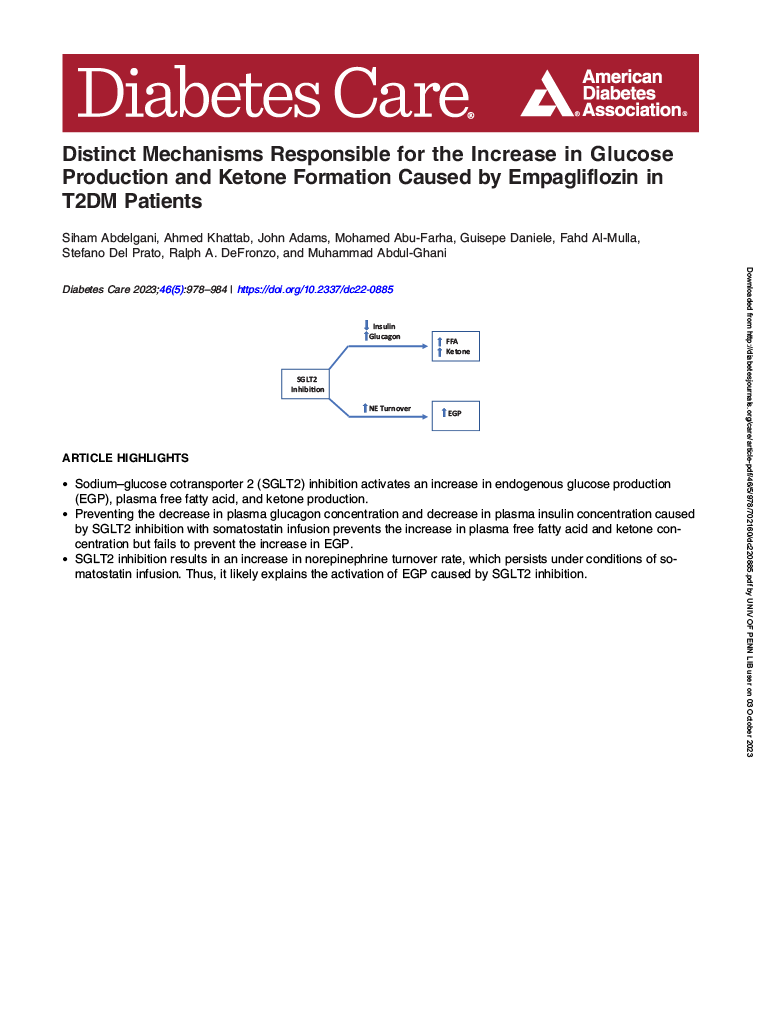 Diabetes Care®
American
Diabetes
Association®
Distinct Mechanisms Responsible for the Increase in Glucose
Production and Ketone Formation Caused by Empagliflozin in
T2DM Patients
Siham Abdelgani, Ahmed Khattab, John Adams, Mohamed Abu-Farha, Guisepe Daniele, Fahd Al-Mulla,
Stefano Del Prato, Ralph A. DeFronzo, and Muhammad Abdul-Ghani
Diabetes Care 2023;46(5):978–984 | https://doi.org/10.2337/dc22-0885
Insulin
Glucagon
FFA
Ketone
SGLT2
Inhibition
NE Turnover
EGP
ARTICLE HIGHLIGHTS
• Sodium–glucose cotransporter 2 (SGLT2) inhibition activates an increase in endogenous glucose production
(EGP), plasma free fatty acid, and ketone production.
• Preventing the decrease in plasma glucagon concentration and decrease in plasma insulin concentration caused
by SGLT2 inhibition with somatostatin infusion prevents the increase in plasma free fatty acid and ketone con-
centration but fails to prevent the increase in EGP.
• SGLT2 inhibition results in an increase in norepinephrine turnover rate, which persists under conditions of so-
matostatin infusion. Thus, it likely explains the activation of EGP caused by SGLT2 inhibition.
Downloaded from http://diabetesjournals.org/care/article-pdf/46/5/978/702160/dc220885.pdf by UNIV OF PENN LIB user on 03 October 2023